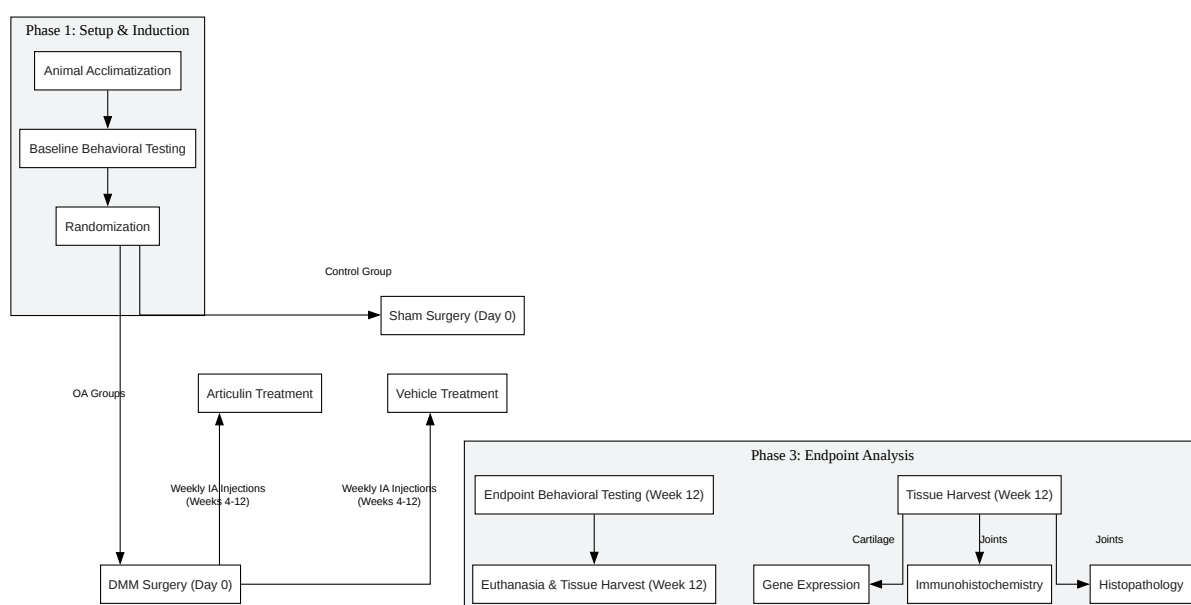 Phase 1: Setup & Induction
Animal Acclimatization
Baseline Behavioral Testing
Randomization
Control Group
Sham Surgery (Day 0)
OA Groups
Articulin Treatment
Vehicle Treatment
Weekly IA Injections
(Weeks 4-12)
Weekly IA Injections
(Weeks 4-12)
DMM Surgery (Day 0)
Phase 3: Endpoint Analysis
Endpoint Behavioral Testing (Week 12)
Tissue Harvest (Week 12)
Cartilage
Joints
Joints
Euthanasia & Tissue Harvest (Week 12)
Gene Expression
Immunohistochemistry
Histopathology